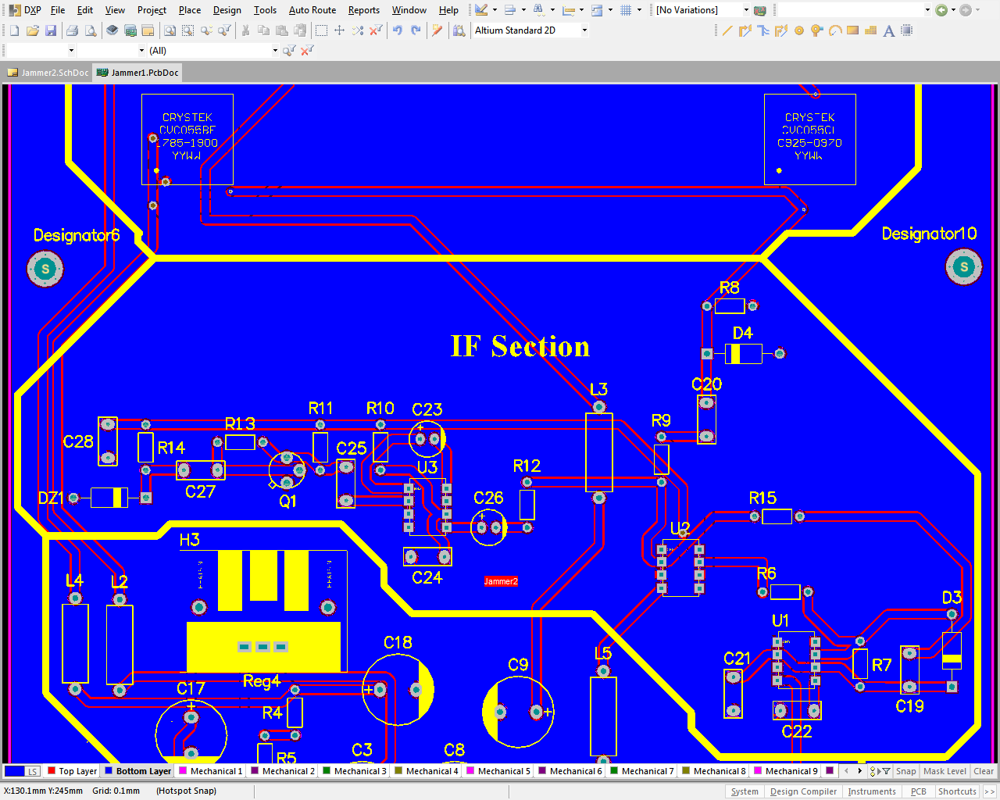 DXP File Edit View Project Place Design Tools Auto Route Reports Window Help [No Variations]
Altium Standard 2D
(All)
Jammer2.SchDoc Jammer1.PcbDoc
CRYSTEK
CVCO55BE
1785-1900
YYWW
CRYSTEK
CVCO55CL
C925-0970
YYWW
Designator6
Designator10
S
S
R8
D4
IF Section
C20
L3
R11
R10
C23
R9
C28
R13
R14
C25
U3
R12
C27
DZ1
Q1
C26
R15
H3
U2
C24
Jammer2
R6
L4
L2
D3
U1
C18
L5
C21
R7
C9
Reg4
C17
R4
C19
C22
C3
C8
R5
LS Top Layer Bottom Layer Mechanical 1 Mechanical 2 Mechanical 3 Mechanical 4 Mechanical 5 Mechanical 6 Mechanical 7 Mechanical 8 Mechanical 9 Snap Mask Level Clear
X:130.1mm Y:245mm Grid: 0.1mm (Hotspot Snap) System Design Compiler Instruments PCB Shortcuts >>